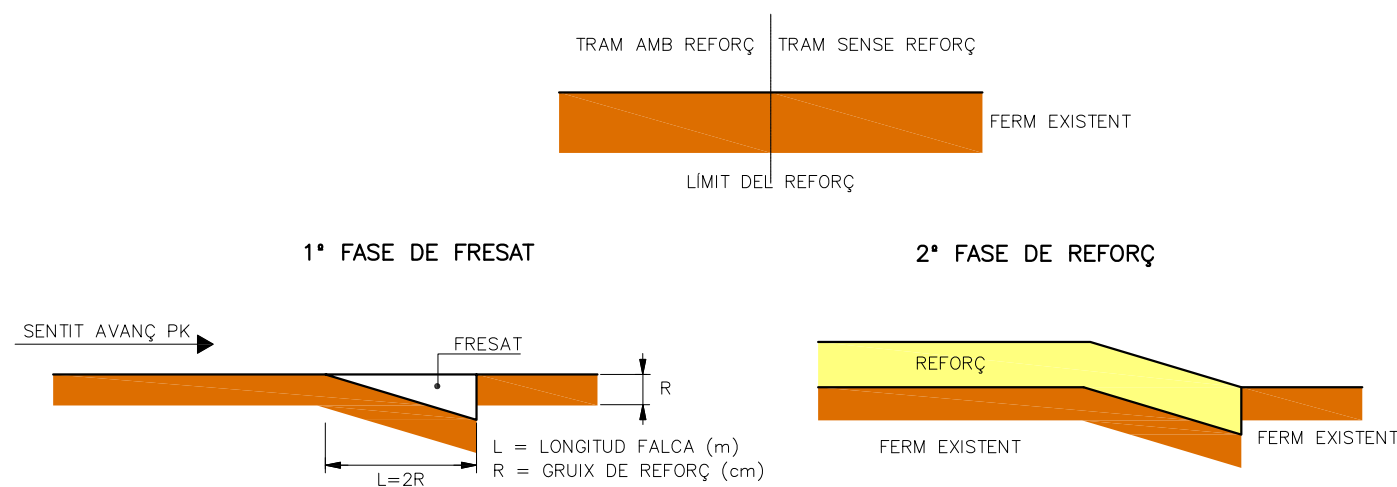 TRAM AMB REFORÇ
TRAM SENSE REFORÇ
FERM EXISTENT
LÍMIT DEL REFORÇ
1ª FASE DE FRESAT
2ª FASE DE REFORÇ
SENTIT AVANÇ PK
FRESAT
R
L = LONGITUD FALCA (m)
R = GRUIX DE REFORÇ (cm)
L=2R
REFORÇ
FERM EXISTENT
FERM EXISTENT